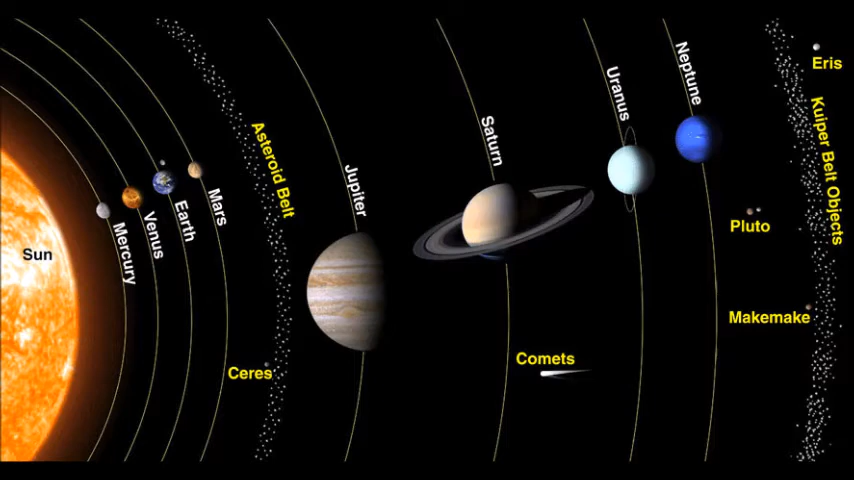 Sun
Mercury
Venus
Earth
Mars
Asteroid Belt
Ceres
Jupiter
Saturn
Comets
Uranus
Neptune
Pluto
Makemake
Eris
Kuiper Belt Objects